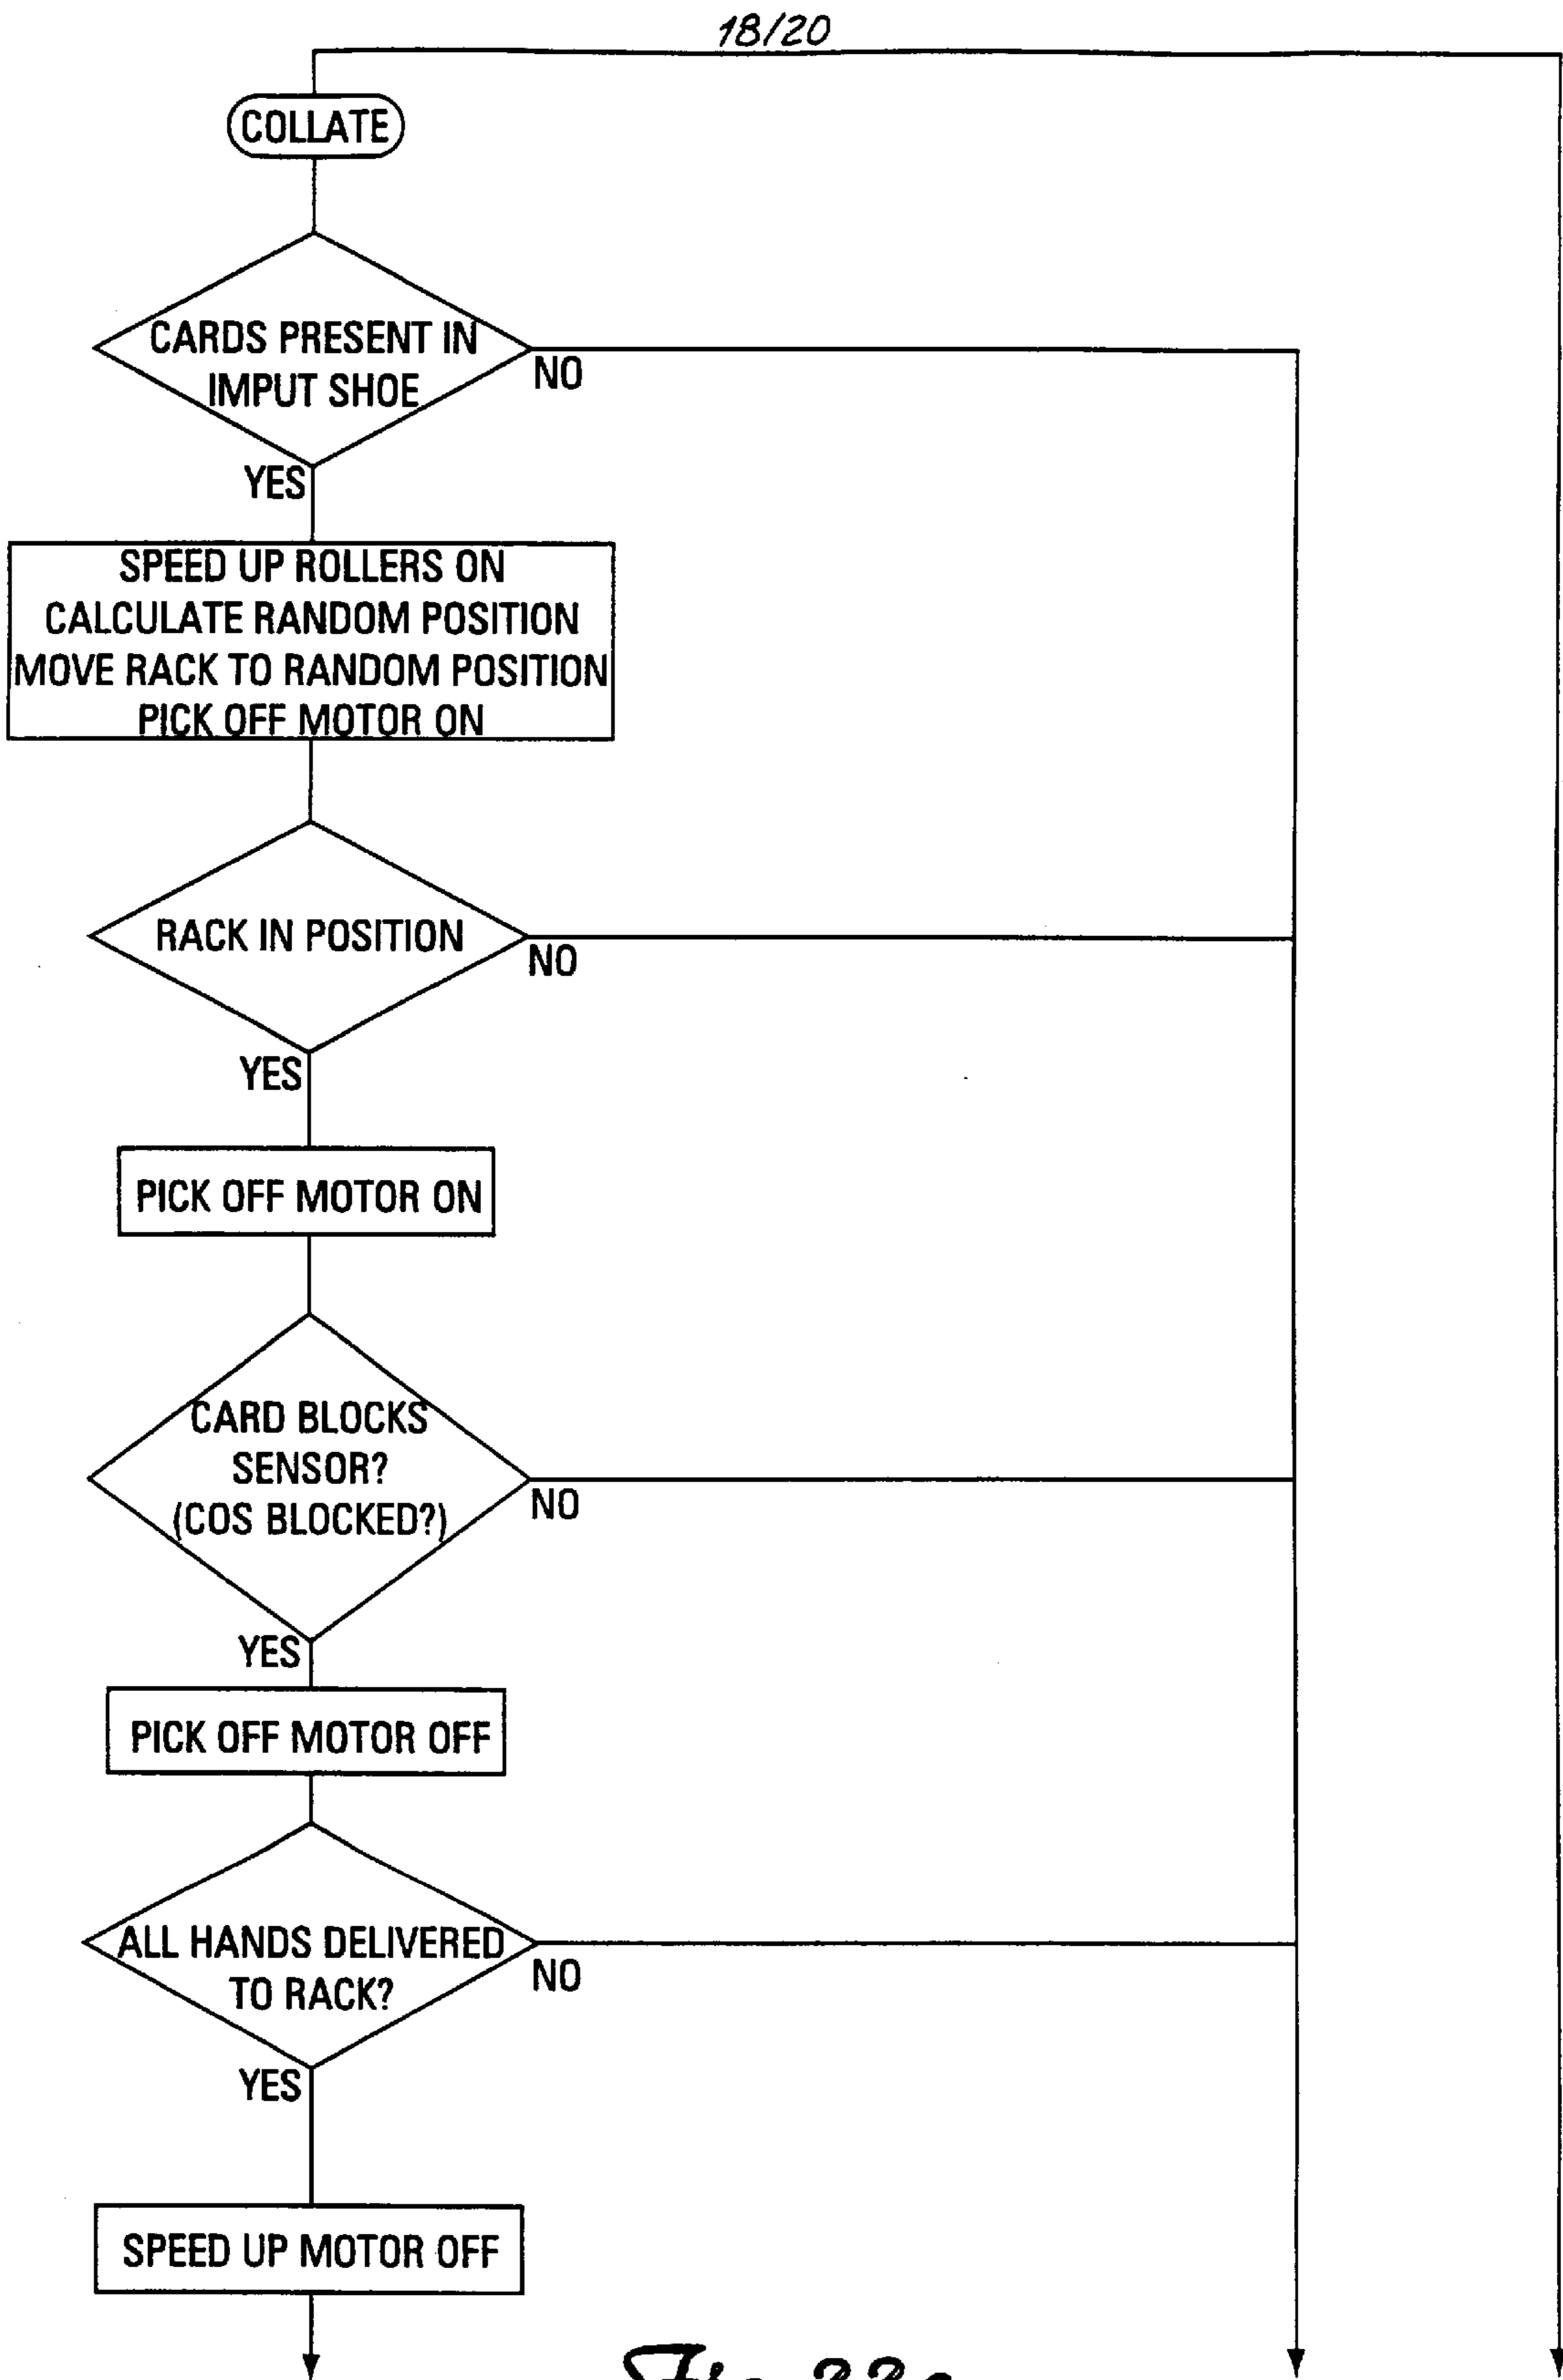 18/20
COLLATE
CARDS PRESENT IN
IMPUT SHOE
NO
YES
SPEED UP ROLLERS ON
CALCULATE RANDOM POSITION
MOVE RACK TO RANDOM POSITION
PICK OFF MOTOR ON
RACK IN POSITION
NO
YES
PICK OFF MOTOR ON
CARD BLOCKS
SENSOR?
(COS BLOCKED?)
NO
YES
PICK OFF MOTOR OFF
ALL HANDS DELIVERED
TO RACK?
NO
YES
SPEED UP MOTOR OFF